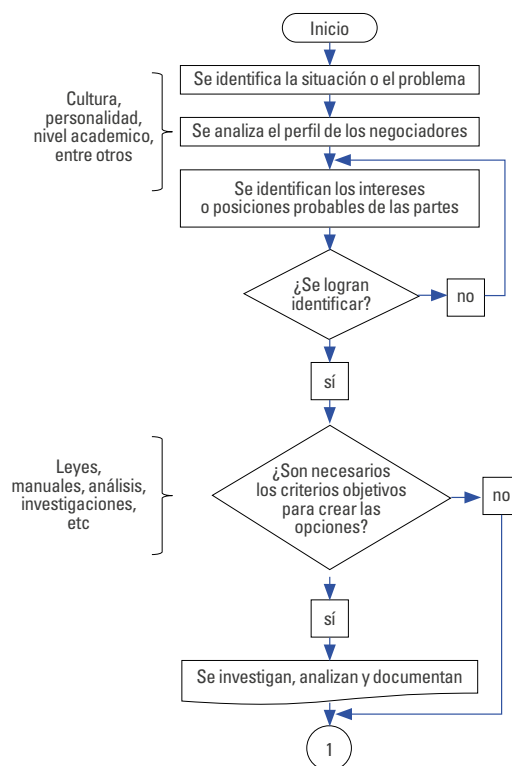 Inicio
Se identifica la situación o el problema
Cultura,
personalidad,
nivel academico,
entre otros
Se analiza el perfil de los negociadores
Se identifican los intereses
o posiciones probables de las partes
¿Se logran
identificar?
no
sí
Leyes,
manuales, análisis,
investigaciones,
etc
¿Son necesarios
los criterios objetivos
para crear las
opciones?
no
sí
Se investigan, analizan y documentan
1